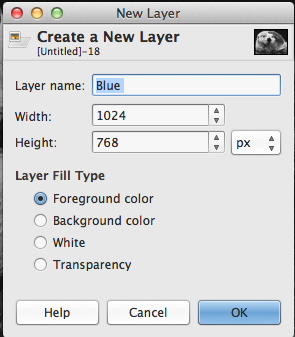 New Layer
Create a New Layer
[Untitled]-18
Layer name: Blue
Width: 1024
Height: 768 px
Layer Fill Type
Foreground color
Background color
White
Transparency
Help Cancel OK